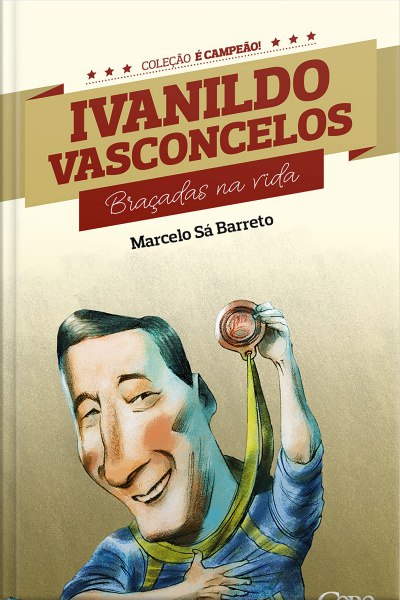 COLEÇÃO É CAMPEÃO!
IVANILDO
VASCONCELOS
Braçadas na vida
Marcelo Sá Barreto